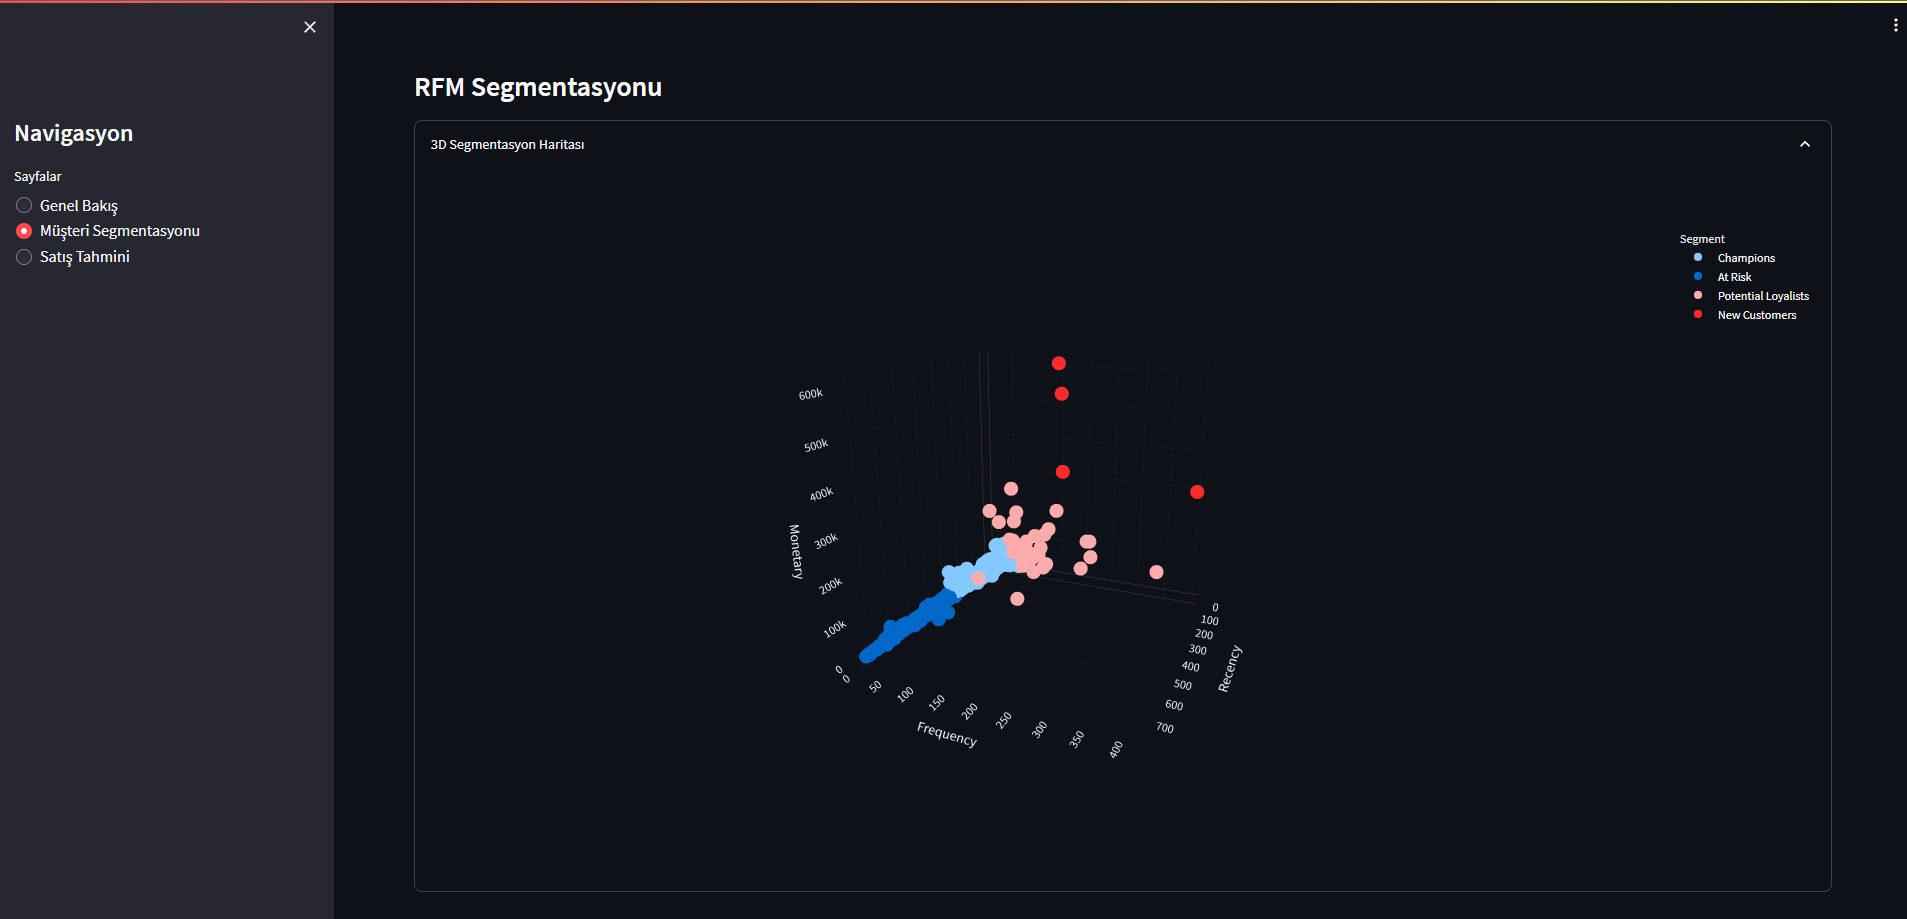 Navigasyon
Sayfalar
Genel Bakış
Müşteri Segmentasyonu
Satış Tahmini
RFM Segmentasyonu
3D Segmentasyon Haritası
Segment
Champions
At Risk
Potential Loyalists
New Customers
600k
500k
400k
300k
200k
100k
0
Monetary
0
50
100
150
200
250
300
350
400
Frequency
0
100
200
300
400
500
600
700
Recency